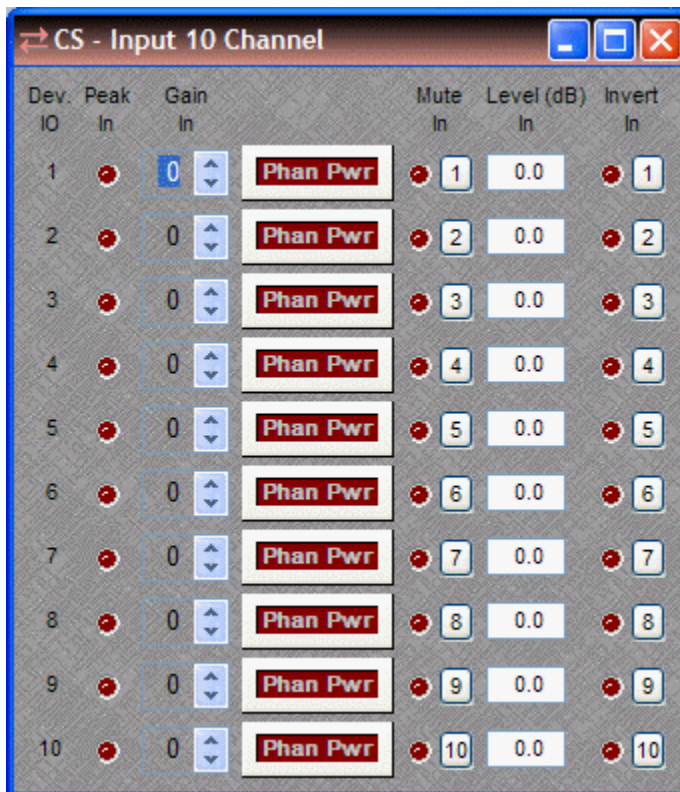 CS - Input 10 Channel
Dev. Peak Gain Mute Level (dB) Invert
IO In In In In In
1 0 Phan Pwr 1 0.0 1
2 0 Phan Pwr 2 0.0 2
3 0 Phan Pwr 3 0.0 3
4 0 Phan Pwr 4 0.0 4
5 0 Phan Pwr 5 0.0 5
6 0 Phan Pwr 6 0.0 6
7 0 Phan Pwr 7 0.0 7
8 0 Phan Pwr 8 0.0 8
9 0 Phan Pwr 9 0.0 9
10 0 Phan Pwr 10 0.0 10